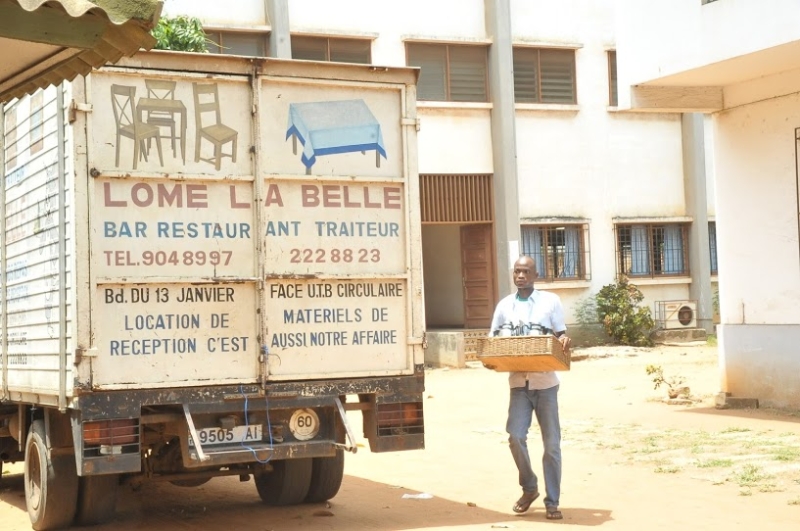 LOME LA BELLE
BAR RESTAURANT TRAITEUR
TEL. 904 89 97 222 88 23
Bd. DU 13 JANVIER FACE U.T.B CIRCULAIRE
LOCATION DE MATERIELS DE
RECEPTION C'EST AUSSI NOTRE AFFAIRE
9505 AI
60